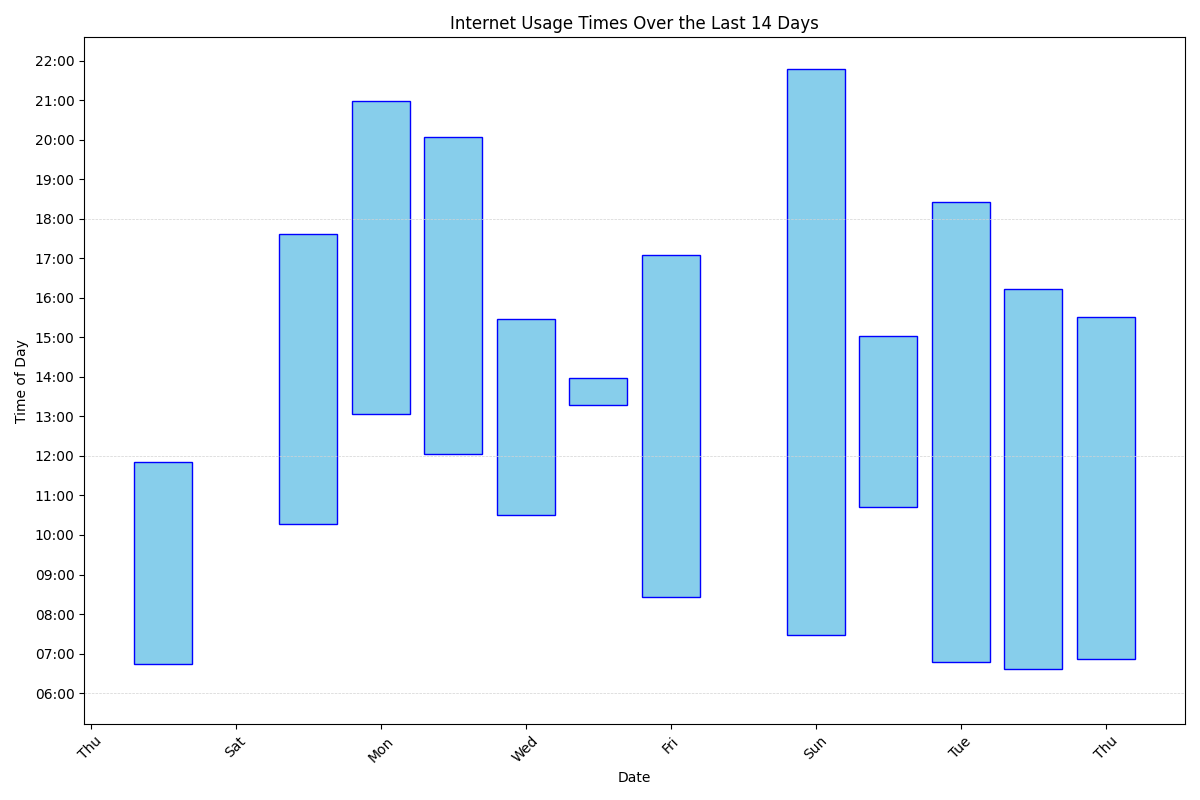 Internet Usage Times Over the Last 14 Days
22:00
21:00
20:00
19:00
18:00
17:00
16:00
15:00
14:00
13:00
12:00
11:00
10:00
09:00
08:00
07:00
06:00
Time of Day
Thu
Sat
Mon
Wed
Fri
Sun
Tue
Thu
Date